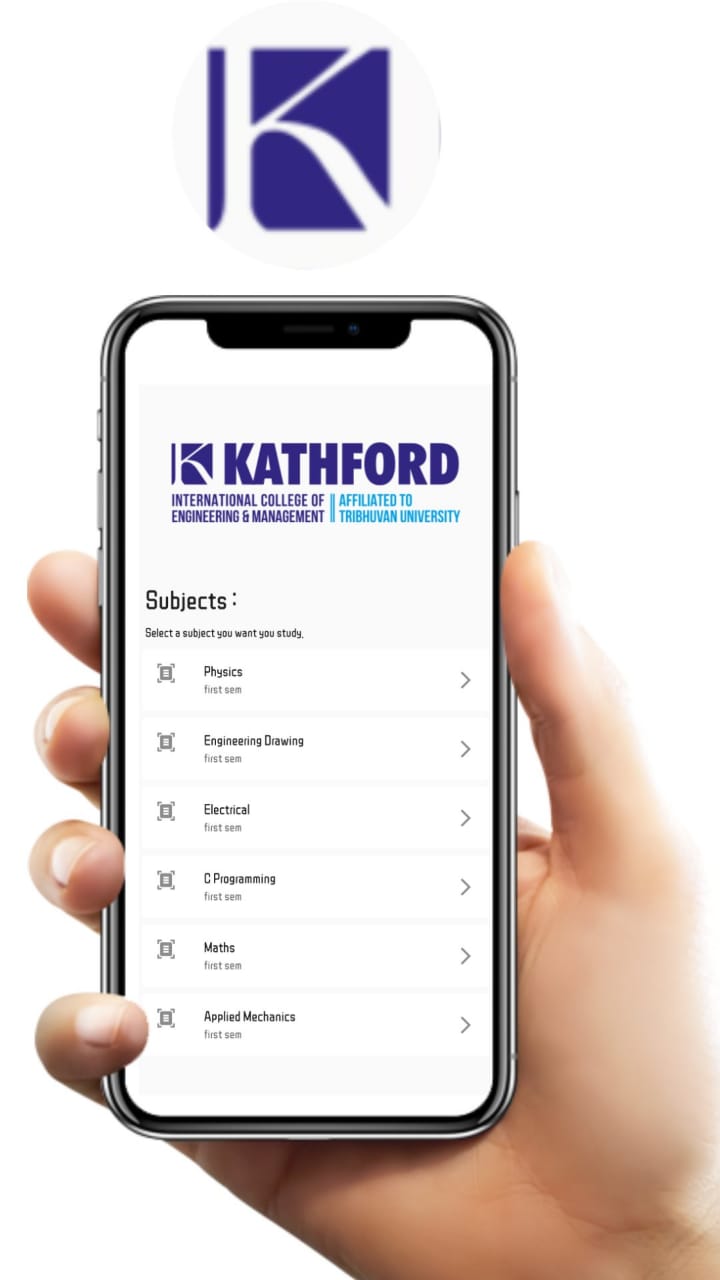 K
KATHFORD
INTERNATIONAL COLLEGE OF
ENGINEERING & MANAGEMENT
AFFILIATED TO
TRIBHUVAN UNIVERSITY
Subjects :
Select a subject you want you study.
Physics
first sem
Engineering Drawing
first sem
Electrical
first sem
C Programming
first sem
Maths
first sem
Applied Mechanics
first sem